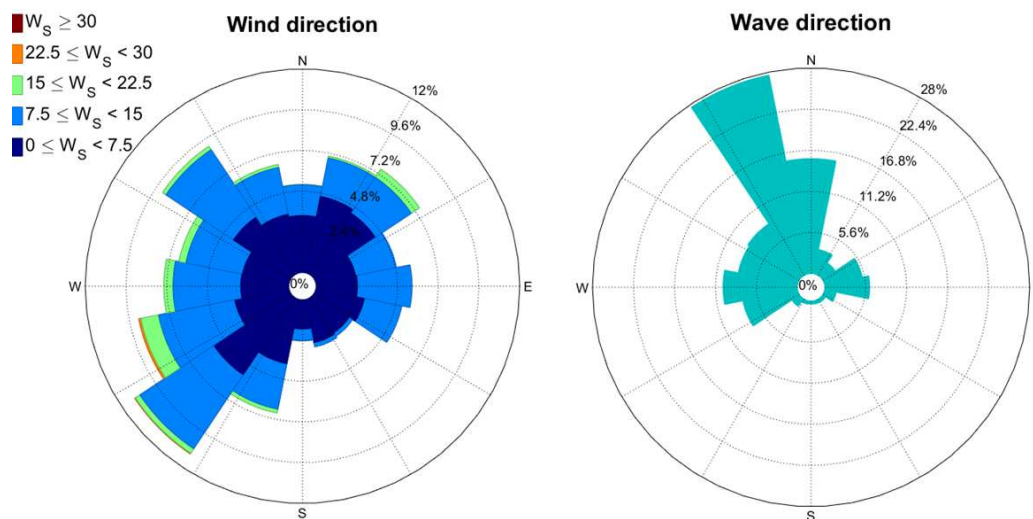 W_S ≥ 30
22.5 ≤ W_S < 30
15 ≤ W_S < 22.5
7.5 ≤ W_S < 15
0 ≤ W_S < 7.5
Wind direction
N
12%
9.6%
7.2%
4.8%
2.4%
0%
W
E
S
Wave direction
N
28%
22.4%
16.8%
11.2%
5.6%
0%
W
E
S